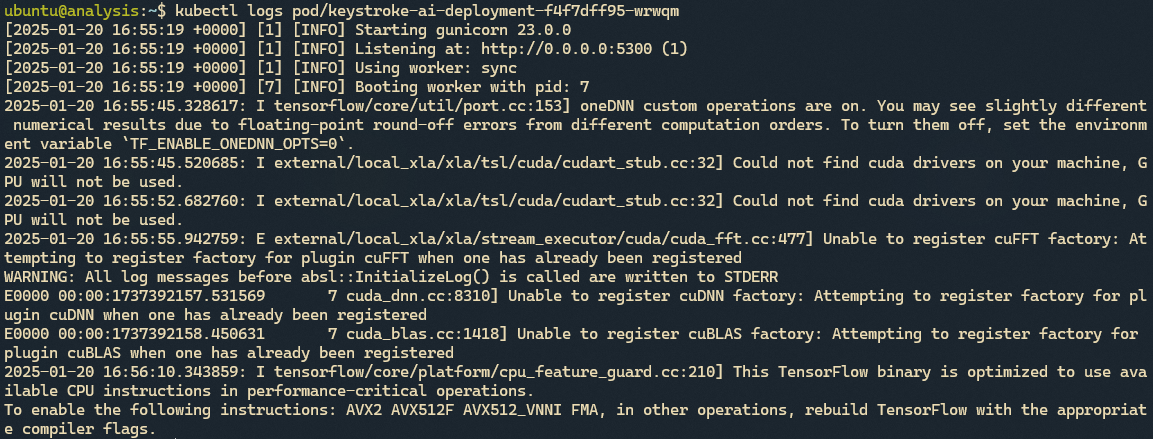 ubuntu@analysis:~$ kubectl logs pod/keystroke-ai-deployment-f4f7dff95-wrwqm
[2025-01-20 16:55:19 +0000] [1] [INFO] Starting gunicorn 23.0.0
[2025-01-20 16:55:19 +0000] [1] [INFO] Listening at: http://0.0.0.0:5300 (1)
[2025-01-20 16:55:19 +0000] [1] [INFO] Using worker: sync
[2025-01-20 16:55:19 +0000] [7] [INFO] Booting worker with pid: 7
2025-01-20 16:55:45.328617: I tensorflow/core/util/port.cc:153] oneDNN custom operations are on. You may see slightly different
 numerical results due to floating-point round-off errors from different computation orders. To turn them off, set the environm
ent variable `TF_ENABLE_ONEDNN_OPTS=0`.
2025-01-20 16:55:45.520685: I external/local_xla/xla/tsl/cuda/cudart_stub.cc:32] Could not find cuda drivers on your machine, G
PU will not be used.
2025-01-20 16:55:52.682760: I external/local_xla/xla/tsl/cuda/cudart_stub.cc:32] Could not find cuda drivers on your machine, G
PU will not be used.
2025-01-20 16:55:55.942759: E external/local_xla/xla/stream_executor/cuda/cuda_fft.cc:477] Unable to register cuFFT factory: At
tempting to register factory for plugin cuFFT when one has already been registered
WARNING: All log messages before absl::InitializeLog() is called are written to STDERR
E0000 00:00:1737392157.531569       7 cuda_dnn.cc:8310] Unable to register cuDNN factory: Attempting to register factory for pl
ugin cuDNN when one has already been registered
E0000 00:00:1737392158.450631       7 cuda_blas.cc:1418] Unable to register cuBLAS factory: Attempting to register factory for
plugin cuBLAS when one has already been registered
2025-01-20 16:56:10.343859: I tensorflow/core/platform/cpu_feature_guard.cc:210] This TensorFlow binary is optimized to use ava
ilable CPU instructions in performance-critical operations.
To enable the following instructions: AVX2 AVX512F AVX512_VNNI FMA, in other operations, rebuild TensorFlow with the appropriat
e compiler flags.